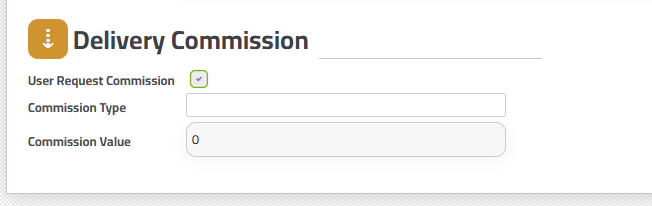 Delivery Commission
User Request Commission
Commission Type
Commission Value 0